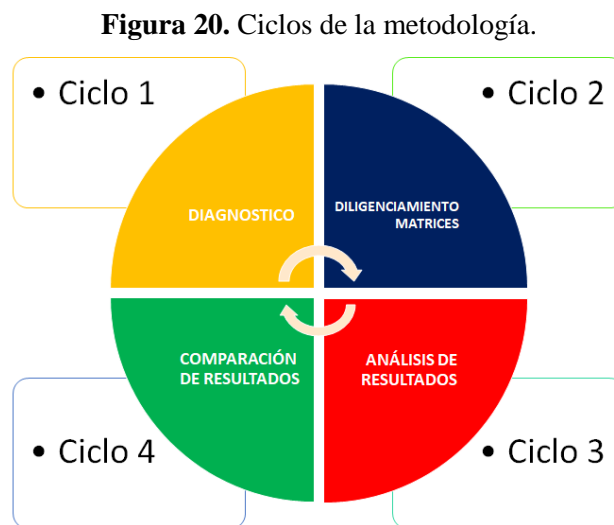 Figura 20. Ciclos de la metodología.
• Ciclo 1
• Ciclo 2
DIAGNOSTICO
DILIGENCIAMIENTO
MATRICES
COMPARACIÓN
DE RESULTADOS
ANÁLISIS DE
RESULTADOS
• Ciclo 4
• Ciclo 3